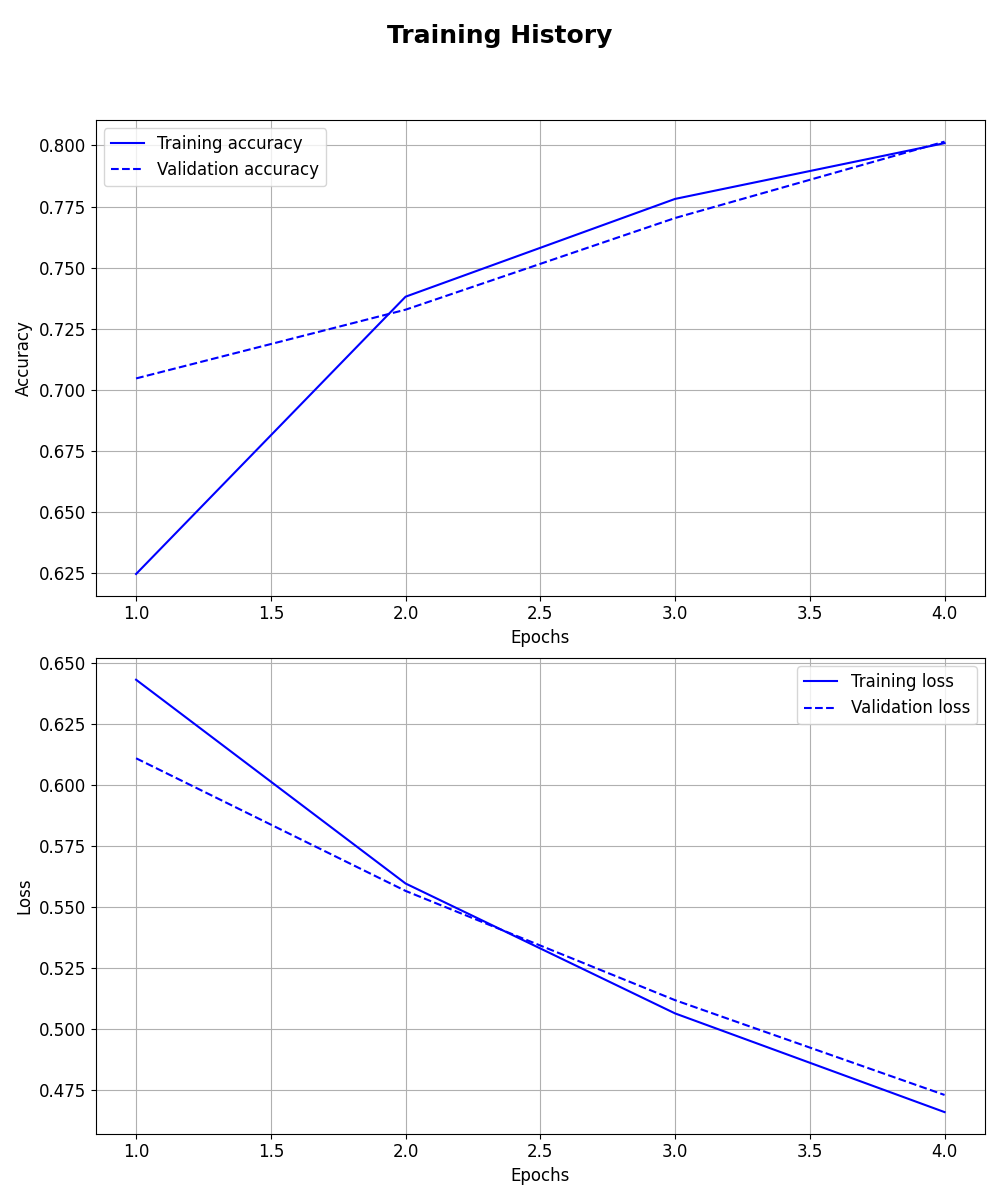 Training History
Training accuracy
Validation accuracy
0.800
0.775
0.750
0.725
0.700
0.675
0.650
0.625
Accuracy
1.0 1.5 2.0 2.5 3.0 3.5 4.0
Epochs
Training loss
Validation loss
0.650
0.625
0.600
0.575
0.550
0.525
0.500
0.475
Loss
1.0 1.5 2.0 2.5 3.0 3.5 4.0
Epochs